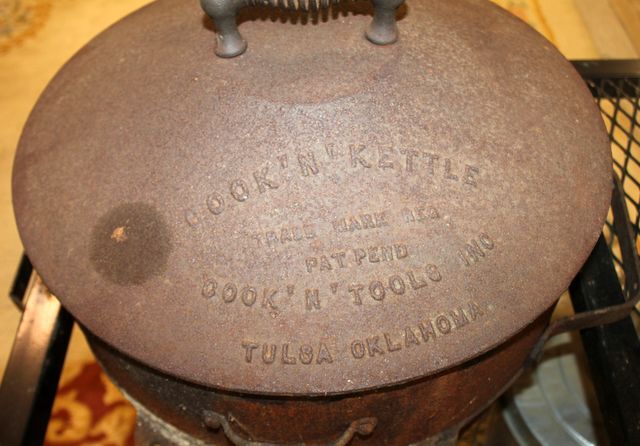 COOK'N'KETTLE
TRADE MARK REG.
PAT PEND
COOK'N'TOOLS INC
TULSA OKLAHOMA